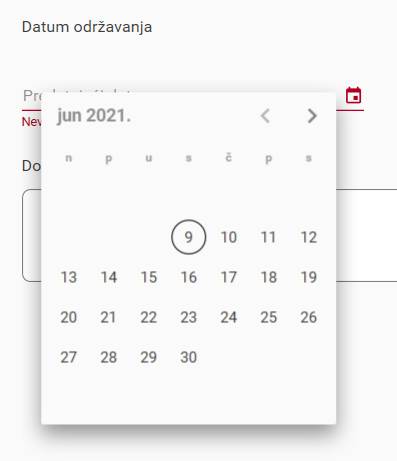 Datum održavanja
jun 2021.
n p u s č p s
9 10 11 12
13 14 15 16 17 18 19
20 21 22 23 24 25 26
27 28 29 30